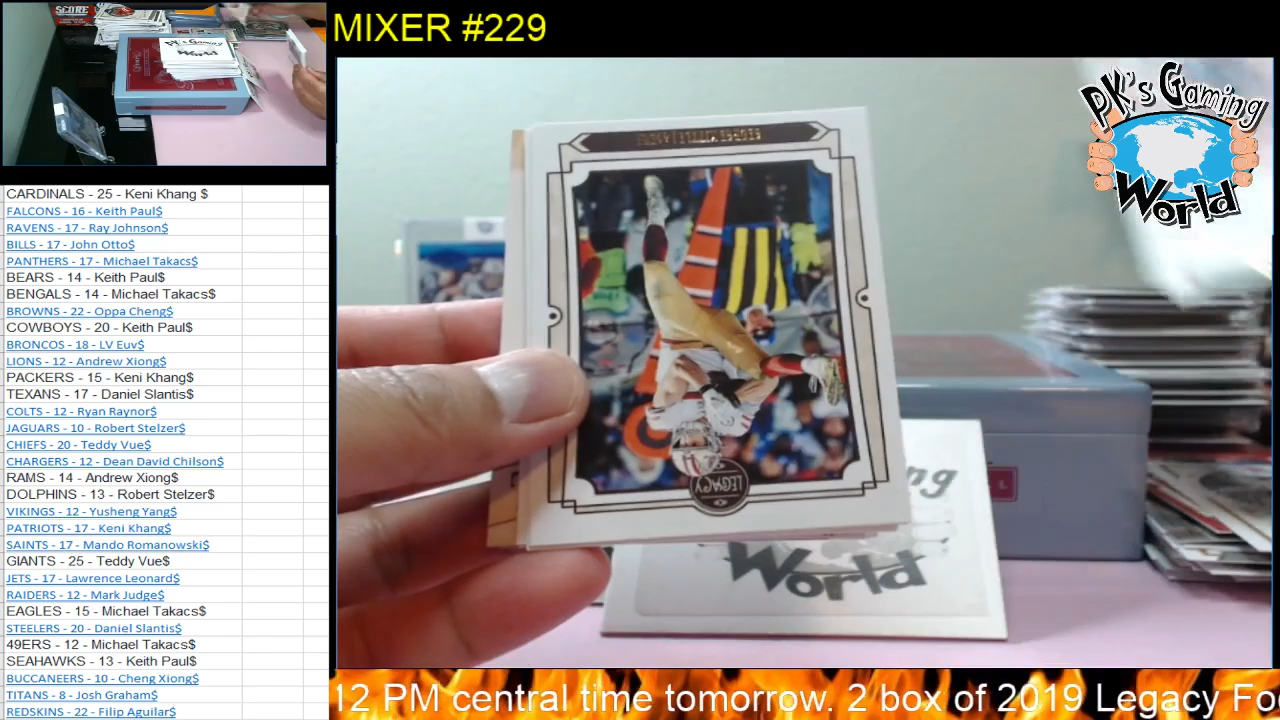 MIXER #229
SCORE
PK's Gaming
World
PK's Gaming
World
CARDINALS - 25 - Keni Khang $
FALCONS - 16 - Keith Paul$
RAVENS - 17 - Ray Johnson$
BILLS - 17 - John Otto$
PANTHERS - 17 - Michael Takacs$
BEARS - 14 - Keith Paul$
BENGALS - 14 - Michael Takacs$
BROWNS - 22 - Oppa Cheng$
COWBOYS - 20 - Keith Paul$
BRONCOS - 18 - LV Euv$
LIONS - 12 - Andrew Xiong$
PACKERS - 15 - Keni Khang$
TEXANS - 17 - Daniel Slantis$
COLTS - 12 - Ryan Raynor$
JAGUARS - 10 - Robert Stelzer$
CHIEFS - 20 - Teddy Vue$
CHARGERS - 12 - Dean David Chilson$
RAMS - 14 - Andrew Xiong$
DOLPHINS - 13 - Robert Stelzer$
VIKINGS - 12 - Yusheng Yang$
PATRIOTS - 17 - Keni Khang$
SAINTS - 17 - Mando Romanowski$
GIANTS - 25 - Teddy Vue$
JETS - 17 - Lawrence Leonard$
RAIDERS - 12 - Mark Judge$
EAGLES - 15 - Michael Takacs$
STEELERS - 20 - Daniel Slantis$
49ERS - 12 - Michael Takacs$
SEAHAWKS - 13 - Keith Paul$
BUCCANEERS - 10 - Cheng Xiong$
TITANS - 8 - Josh Graham$
REDSKINS - 22 - Filip Aguilar$
LEGACY
ng
World
12 PM central time tomorrow. 2 box of 2019 Legacy Fo